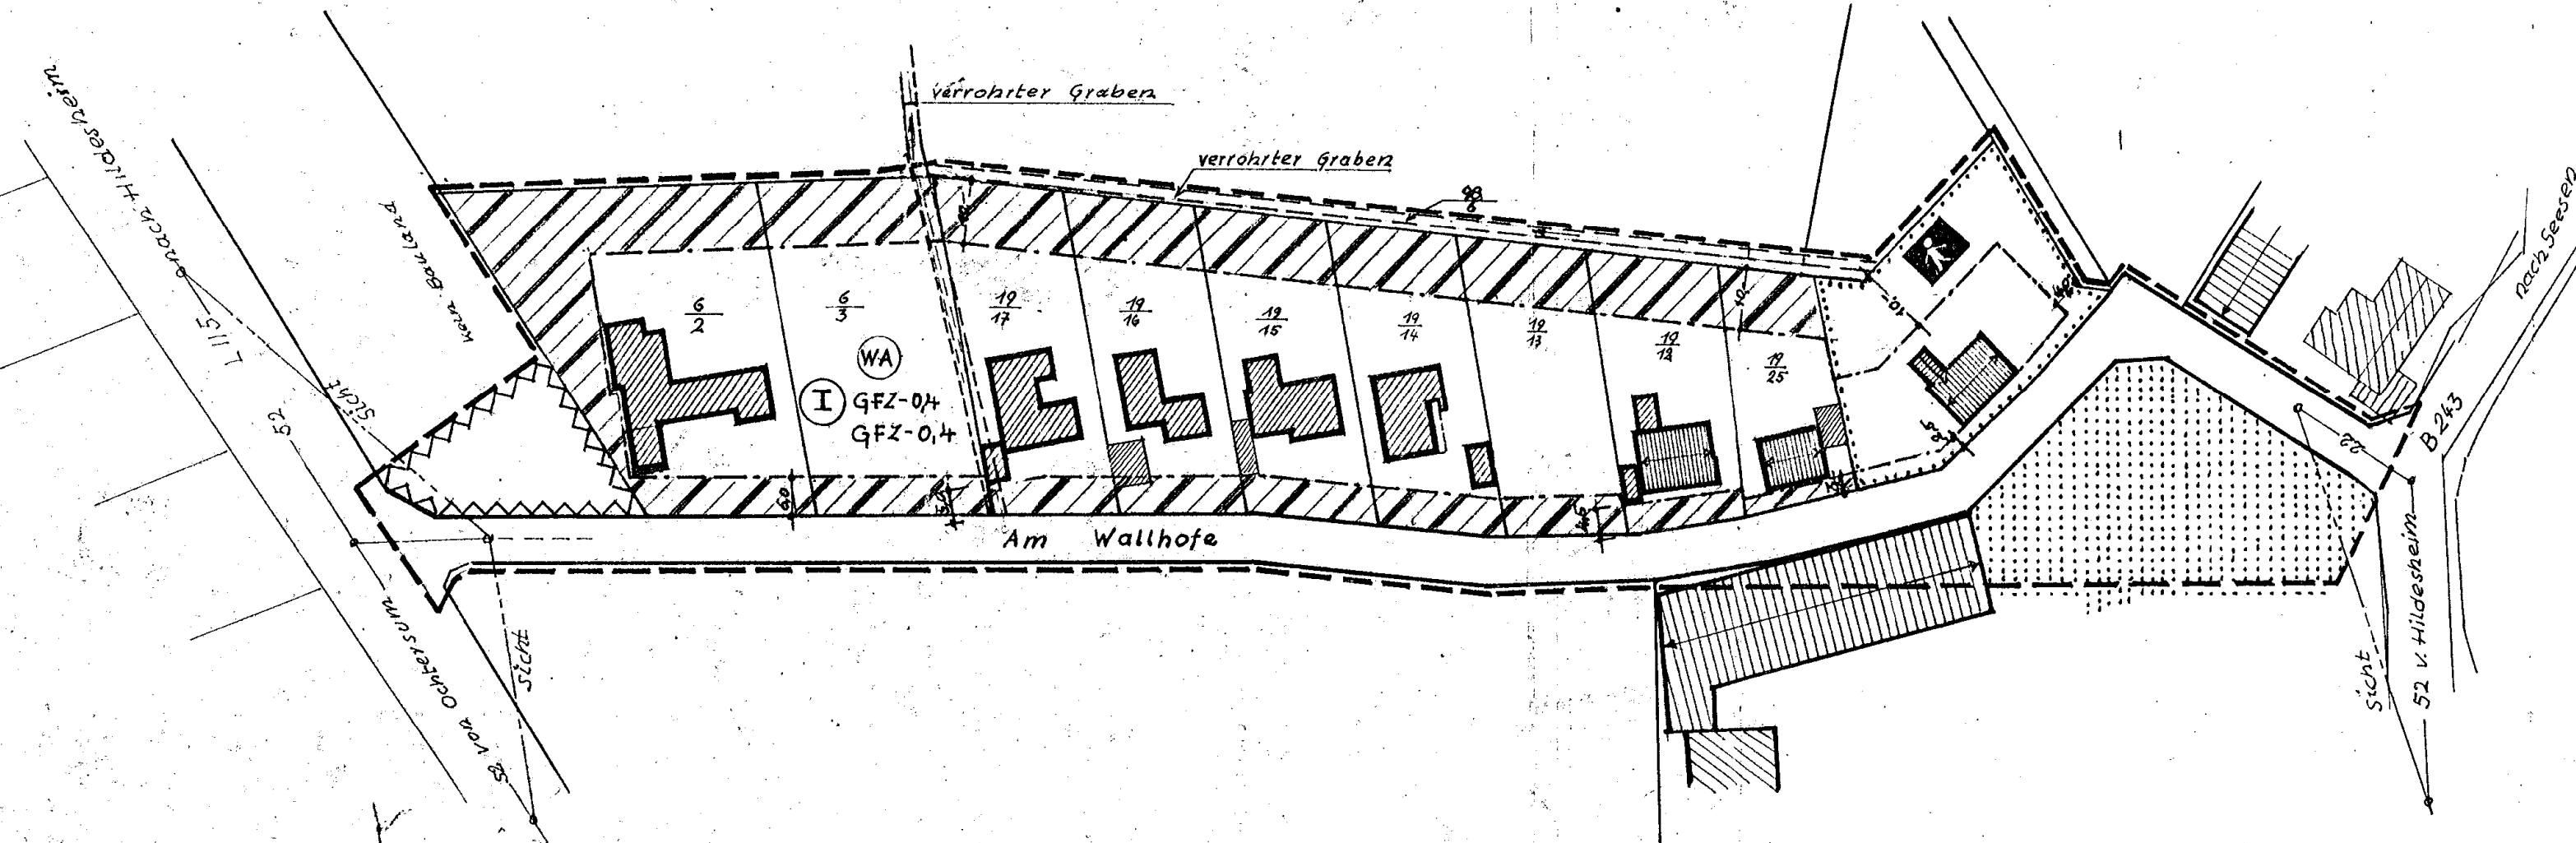 verrohrter Graben
verrohrter Graben
nach Hildesheim
L 115
52
kein Bauland
Sicht
6
2
6
3
19
17
19
16
19
15
19
14
19
13
19
12
19
25
WA
I GFZ-0,4
GFZ-0,4
Am Wallhofe
52 von Ochtersum
Sicht
nach Seesen
B 243
22
Sicht
52 v. Hildesheim